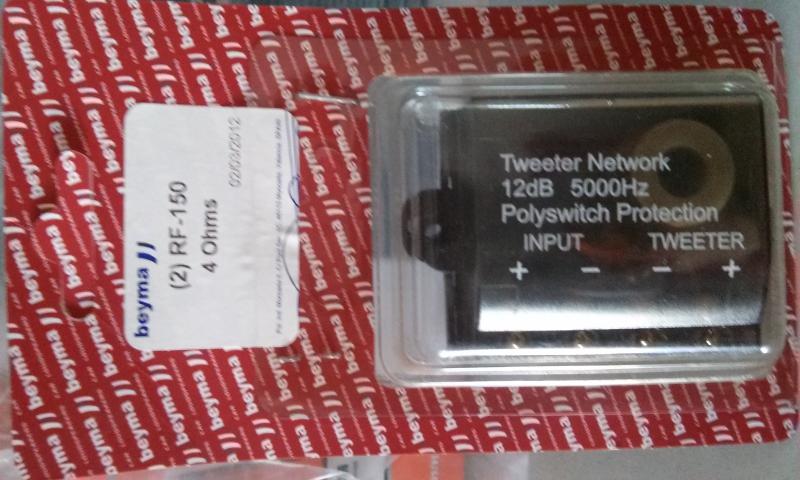 beyma
(2) RF-150
4 Ohms
02/03/2012
Tweeter Network
12dB 5000Hz
Polyswitch Protection
INPUT TWEETER
+ − − +